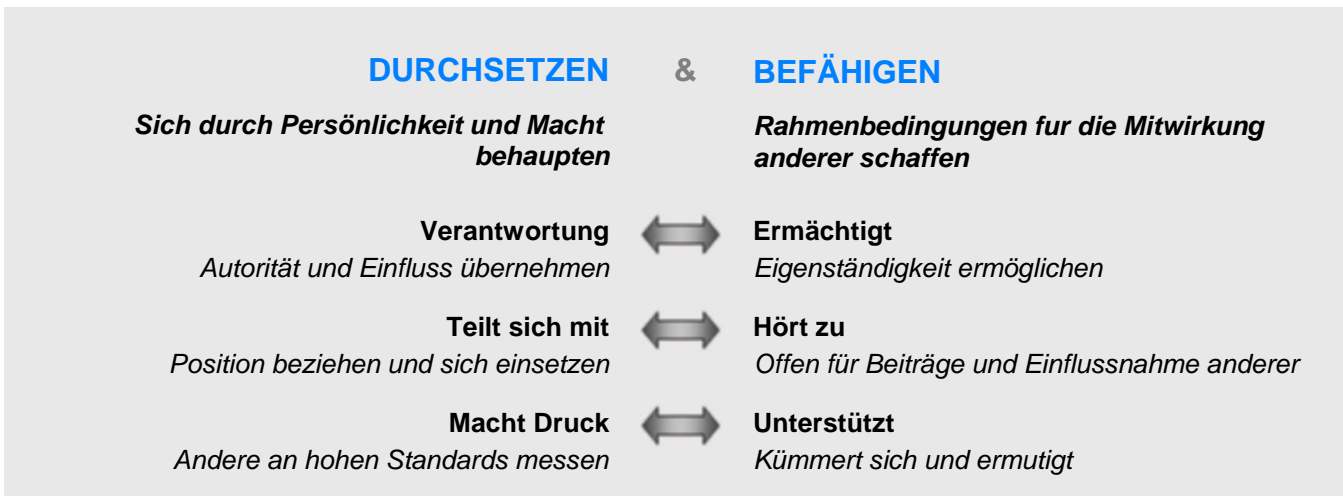 DURCHSETZEN & BEFÄHIGEN
Sich durch Persönlichkeit und Macht
behaupten
Rahmenbedingungen fur die Mitwirkung
anderer schaffen
Verantwortung
Autorität und Einfluss übernehmen
Ermächtigt
Eigenständigkeit ermöglichen
Teilt sich mit
Position beziehen und sich einsetzen
Hört zu
Offen für Beiträge und Einflussnahme anderer
Macht Druck
Andere an hohen Standards messen
Unterstützt
Kümmert sich und ermutigt